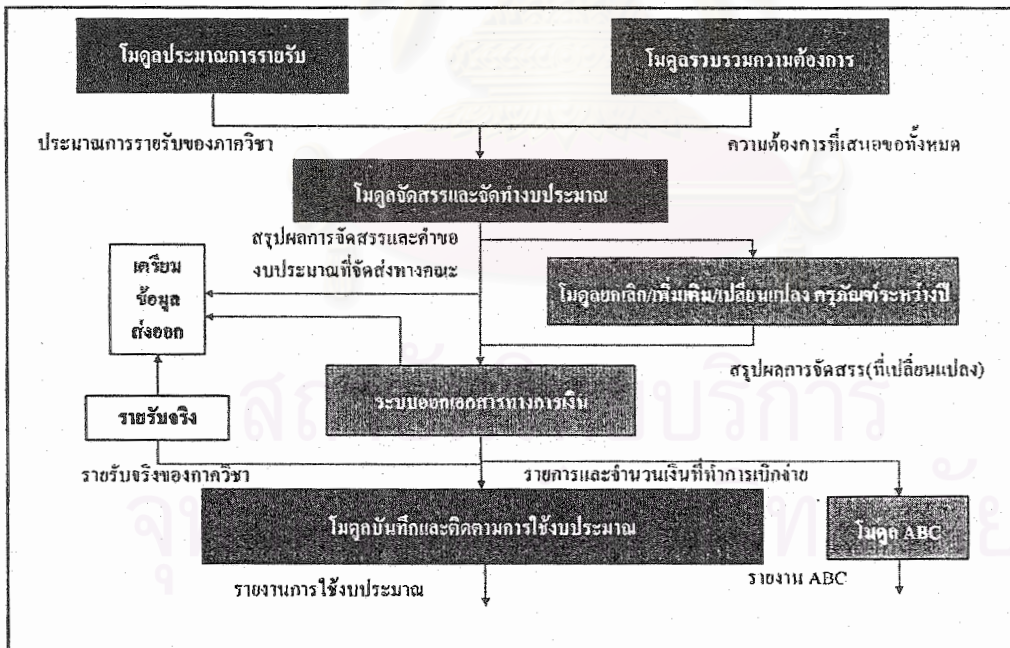 โมดูลประมาณการรายรับ
โมดูลรวบรวมความต้องการ
ประมาณการรายรับของภาควิชา
ความต้องการที่เสนอขอทั้งหมด
โมดูลจัดสรรและจัดทำงบประมาณ
สรุปผลการจัดสรรและคำขอ
งบประมาณที่จัดส่งทางคณะ
เตรียม
ข้อมูล
ส่งออก
โมดูลยกเลิก/เพิ่มเติม/เปลี่ยนแปลง ครุภัณฑ์ระหว่างปี
สรุปผลการจัดสรร(ที่เปลี่ยนแปลง)
ระบบออกเอกสารทางการเงิน
รายรับจริง
รายรับจริงของภาควิชา
รายการและจำนวนเงินที่ทำการเบิกจ่าย
โมดูลบันทึกและติดตามการใช้งบประมาณ
โมดูล ABC
รายงานการใช้งบประมาณ
รายงาน ABC